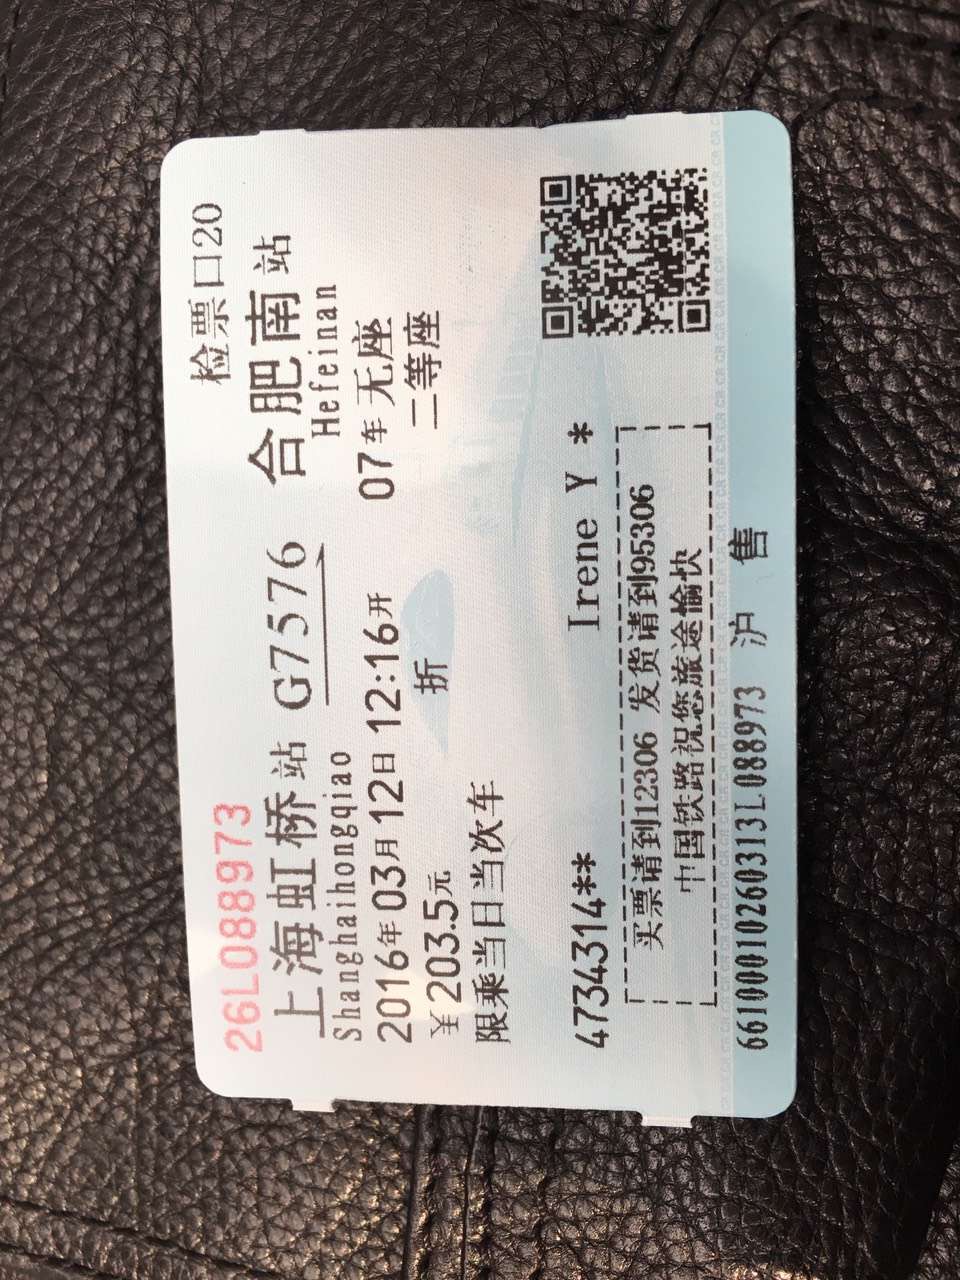 26L088973 检票口20
上海虹桥站 G7576 合肥南站
Shanghaihongqiao Hefeinan
2016年03月12日 12:16开 07车无座
¥203.5元 折 二等座
限乘当日当次车
4734314** Irene Y *
买票请到12306 发货请到95306
中国铁路祝您旅途愉快
66100010260313L088973 沪 售